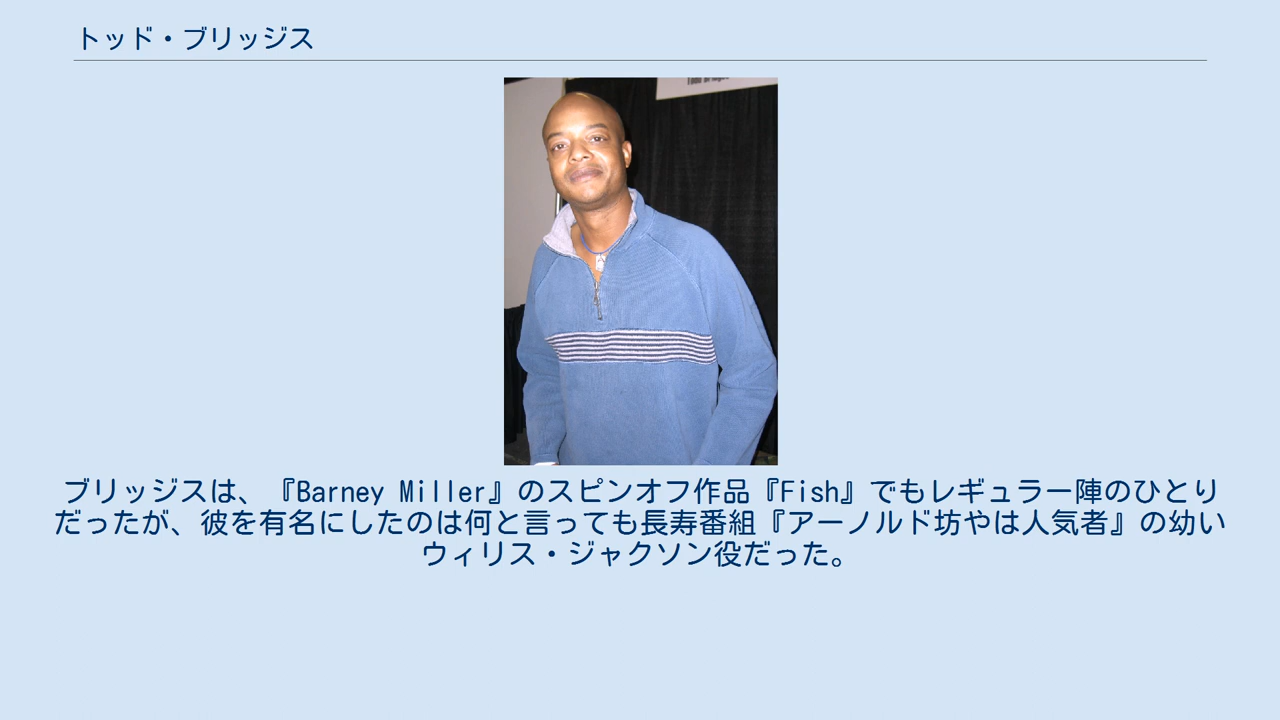 トッド・ブリッジス
ブリッジスは、『Barney Miller』のスピンオフ作品『Fish』でもレギュラー陣のひとり
だったが、彼を有名にしたのは何と言っても長寿番組『アーノルド坊やは人気者』の幼い
ウィリス・ジャクソン役だった。